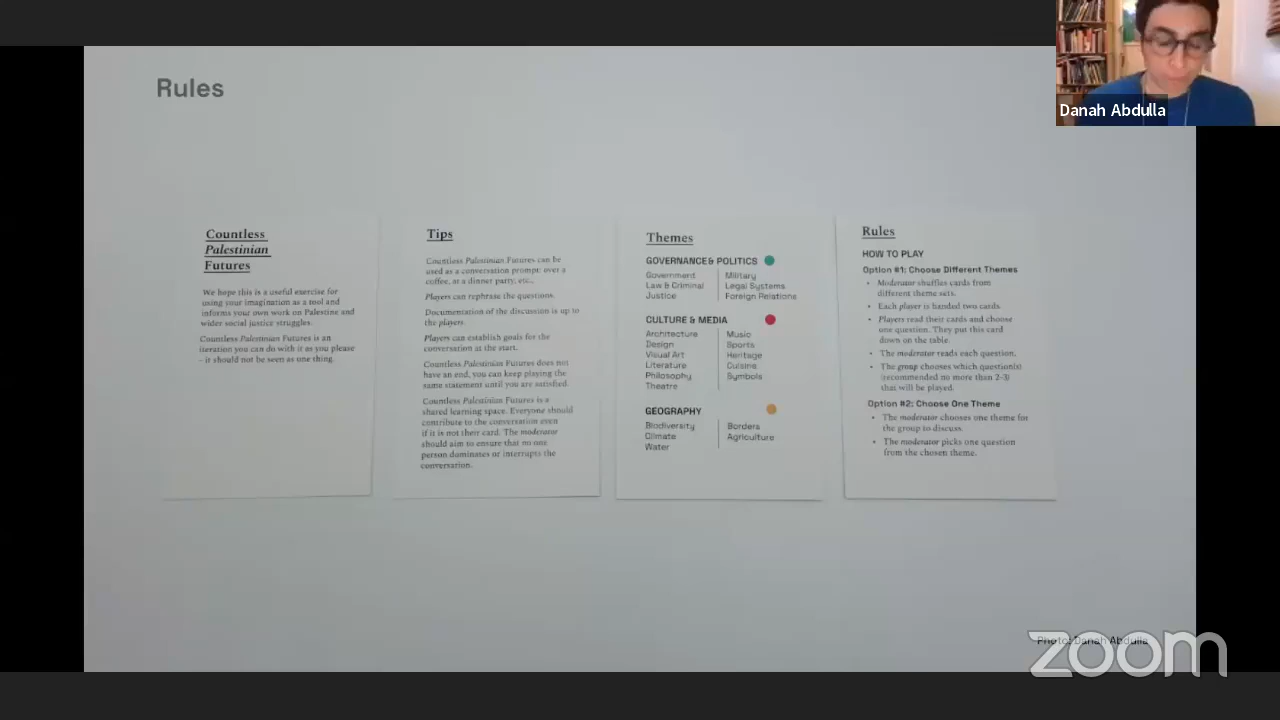 Rules
Danah Abdulla
Countless
Palestinian
Futures
We hope this is a useful exercise for
using your imagination as a tool and
informs your own work on Palestine and
wider social justice struggles.
Countless Palestinian Futures is an
iteration you can do with it as you please
– it should not be seen as one thing.
Tips
Countless Palestinian Futures can be
used as a conversation prompt: over a
coffee, at a dinner party, etc..
Players can rephrase the questions.
Documentation of the discussion is up to
the players.
Players can establish goals for the
conversation at the start.
Countless Palestinian Futures does not
have an end, you can keep playing the
same statement until you are satisfied.
Countless Palestinian Futures is a
shared learning space. Everyone should
contribute to the conversation even
if it is not their card. The moderator
should aim to ensure that no one
person dominates or interrupts the
conversation.
Themes
GOVERNANCE & POLITICS
Government
Law & Criminal
Justice
Military
Legal Systems
Foreign Relations
CULTURE & MEDIA
Architecture
Design
Visual Art
Literature
Philosophy
Theatre
Music
Sports
Heritage
Cuisine
Symbols
GEOGRAPHY
Biodiversity
Climate
Water
Borders
Agriculture
Rules
HOW TO PLAY
Option #1: Choose Different Themes
• Moderator shuffles cards from
different theme sets.
• Each player is handed two cards.
• Players read their cards and choose
one question. They put this card
down on the table.
• The moderator reads each question.
• The group chooses which question(s)
(recommended no more than 2-3)
that will be played.
Option #2: Choose One Theme
• The moderator chooses one theme for
the group to discuss.
• The moderator picks one question
from the chosen theme.
Photo: Danah Abdulla
zoom